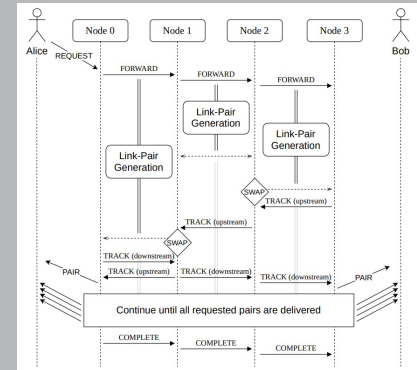 Node 0
Node 1
Node 2
Node 3
Alice
Bob
REQUEST
FORWARD
FORWARD
FORWARD
Link-Pair
Generation
Link-Pair
Generation
Link-Pair
Generation
SWAP
TRACK (upstream)
TRACK (upstream)
SWAP
TRACK (downstream)
TRACK (upstream)
TRACK (downstream)
TRACK (downstream)
PAIR
PAIR
Continue until all requested pairs are delivered
COMPLETE
COMPLETE
COMPLETE